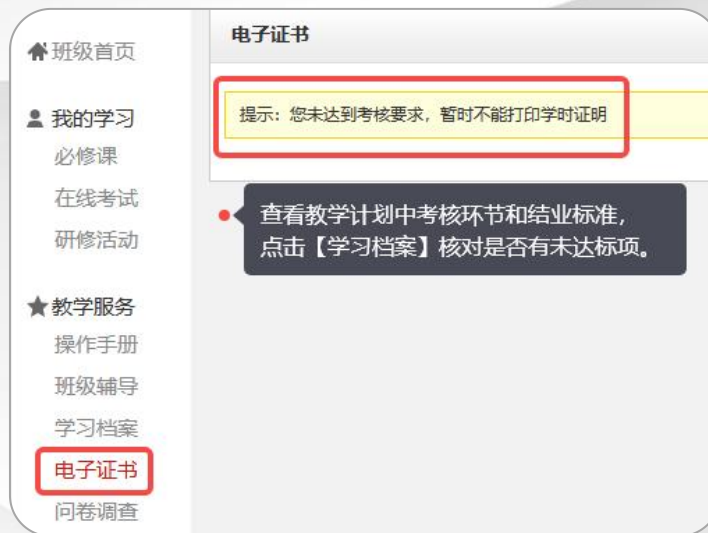 班级首页
我的学习
必修课
在线考试
研修活动
教学服务
操作手册
班级辅导
学习档案
电子证书
问卷调查
电子证书
提示：您未达到考核要求，暂时不能打印学时证明
查看教学计划中考核环节和结业标准，
点击【学习档案】核对是否有未达标项。